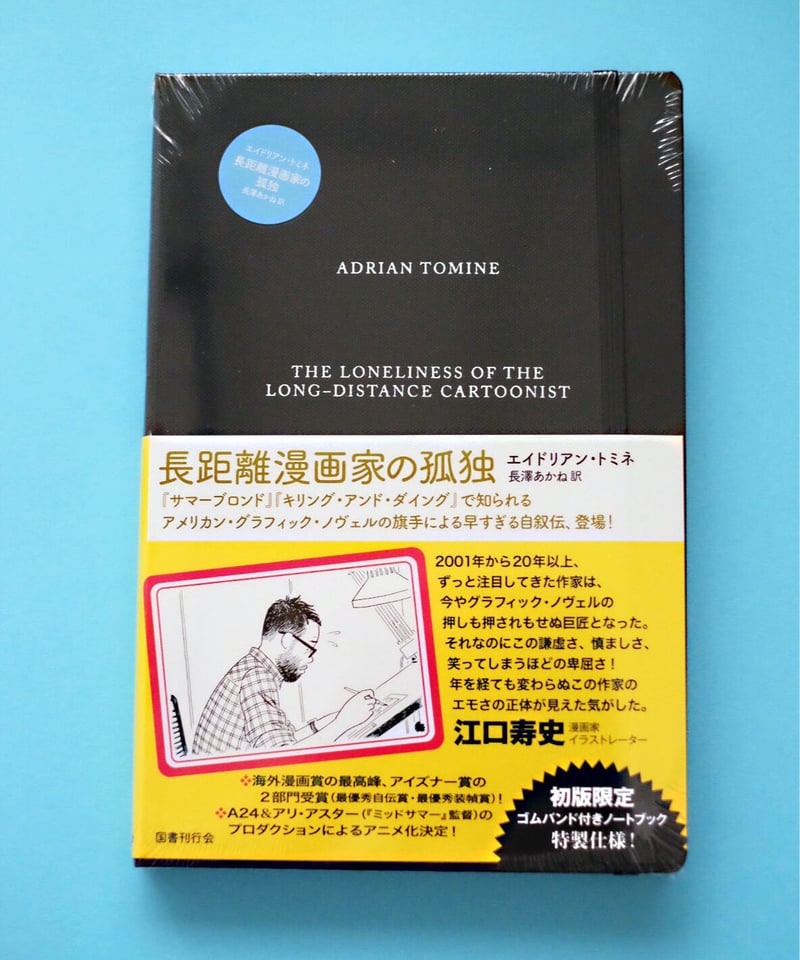 エイドリアン・トミネ
長距離漫画家の
孤独
長澤あかね 訳
ADRIAN TOMINE
THE LONELINESS OF THE
LONG-DISTANCE CARTOONIST
長距離漫画家の孤独
エイドリアン・トミネ
長澤あかね 訳
『サマーブロンド』『キリング・アンド・ダイング』で知られる
アメリカン・グラフィック・ノヴェルの旗手による早すぎる自叙伝、登場!
2001年から20年以上、
ずっと注目してきた作家は、
今やグラフィック・ノヴェルの
押しも押されもせぬ巨匠となった。
それなのにこの謙虚さ、慎ましさ、
笑ってしまうほどの卑屈さ!
年を経ても変わらぬこの作家の
エモさの正体が見えた気がした。
江口寿史 漫画家
イラストレーター
❖海外漫画賞の最高峰、アイズナー賞の
2部門受賞(最優秀自伝賞・最優秀装幀賞)!
❖A24&アリ・アスター(『ミッドサマー』監督)の
プロダクションによるアニメ化決定!
国書刊行会
初版限定
ゴムバンド付きノートブック
特製仕様!